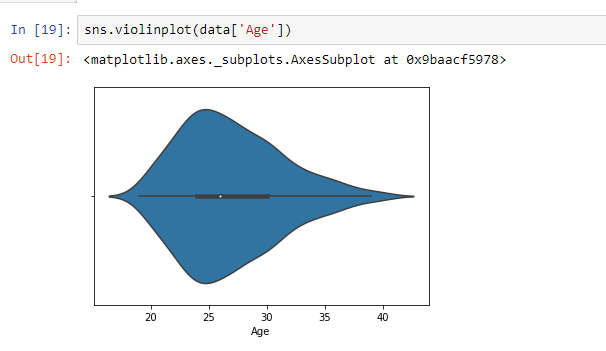 In [19]: sns.violinplot(data['Age'])
Out[19]: <matplotlib.axes._subplots.AxesSubplot at 0x9baacf5978>
20 25 30 35 40
Age